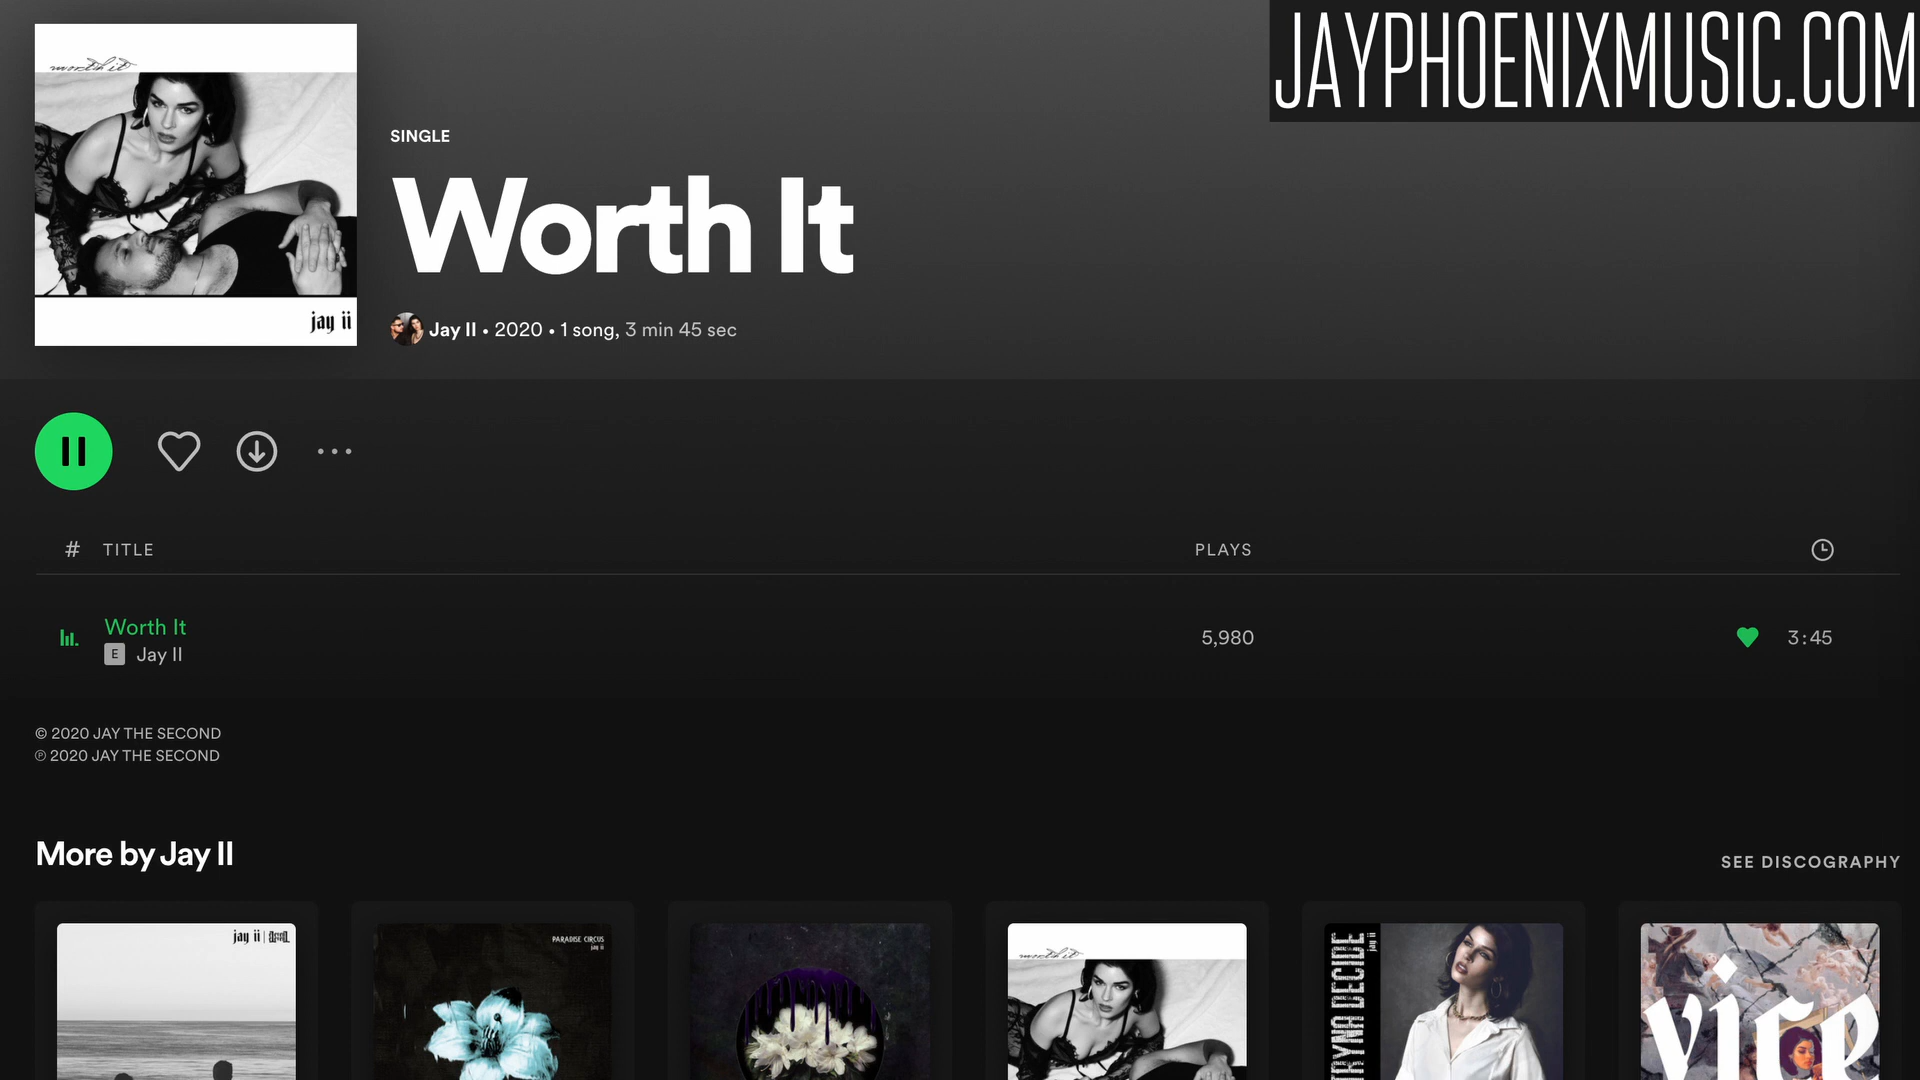 JAYPHOENIXMUSIC.COM
worth it
jay ii
SINGLE
Worth It
Jay II • 2020 • 1 song, 3 min 45 sec
# TITLE PLAYS
Worth It
E Jay II
5,980
3:45
© 2020 JAY THE SECOND
℗ 2020 JAY THE SECOND
More by Jay II
SEE DISCOGRAPHY
jay ii
PARADISE CIRCUS
jay ii
worth it
jay ii
vice